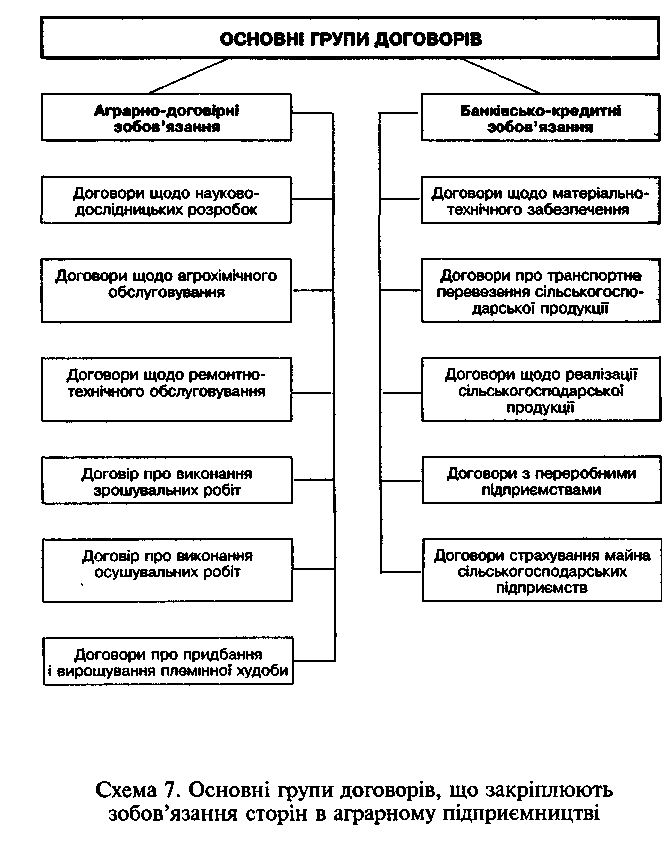 ОСНОВНІ ГРУПИ ДОГОВОРІВ
Аграрно-договірні
зобов’язання
Договори щодо науково-
дослідницьких розробок
Договори щодо агрохімічного
обслуговування
Договори щодо ремонтно-
технічного обслуговування
Договір про виконання
зрошувальних робіт
Договір про виконання
осушувальних робіт
Договори про придбання
і вирощування племінної худоби
Банківсько-кредитні
зобов’язання
Договори щодо матеріально-
технічного забезпечення
Договори про транспортне
перевезення сільськогоспо-
дарської продукції
Договори щодо реалізації
сільськогосподарської
продукції
Договори з переробними
підприємствами
Договори страхування майна
сільськогосподарських
підприємств
Схема 7. Основні групи договорів, що закріплюють
зобов’язання сторін в аграрному підприємництві